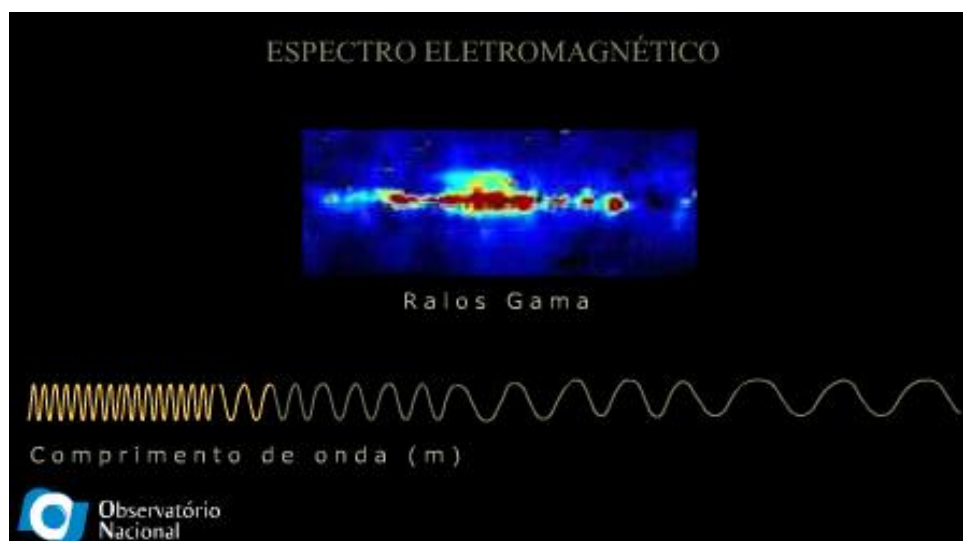 ESPECTRO ELETROMAGNÉTICO
Raios Gama
Comprimento de onda (m)
Observatório
Nacional